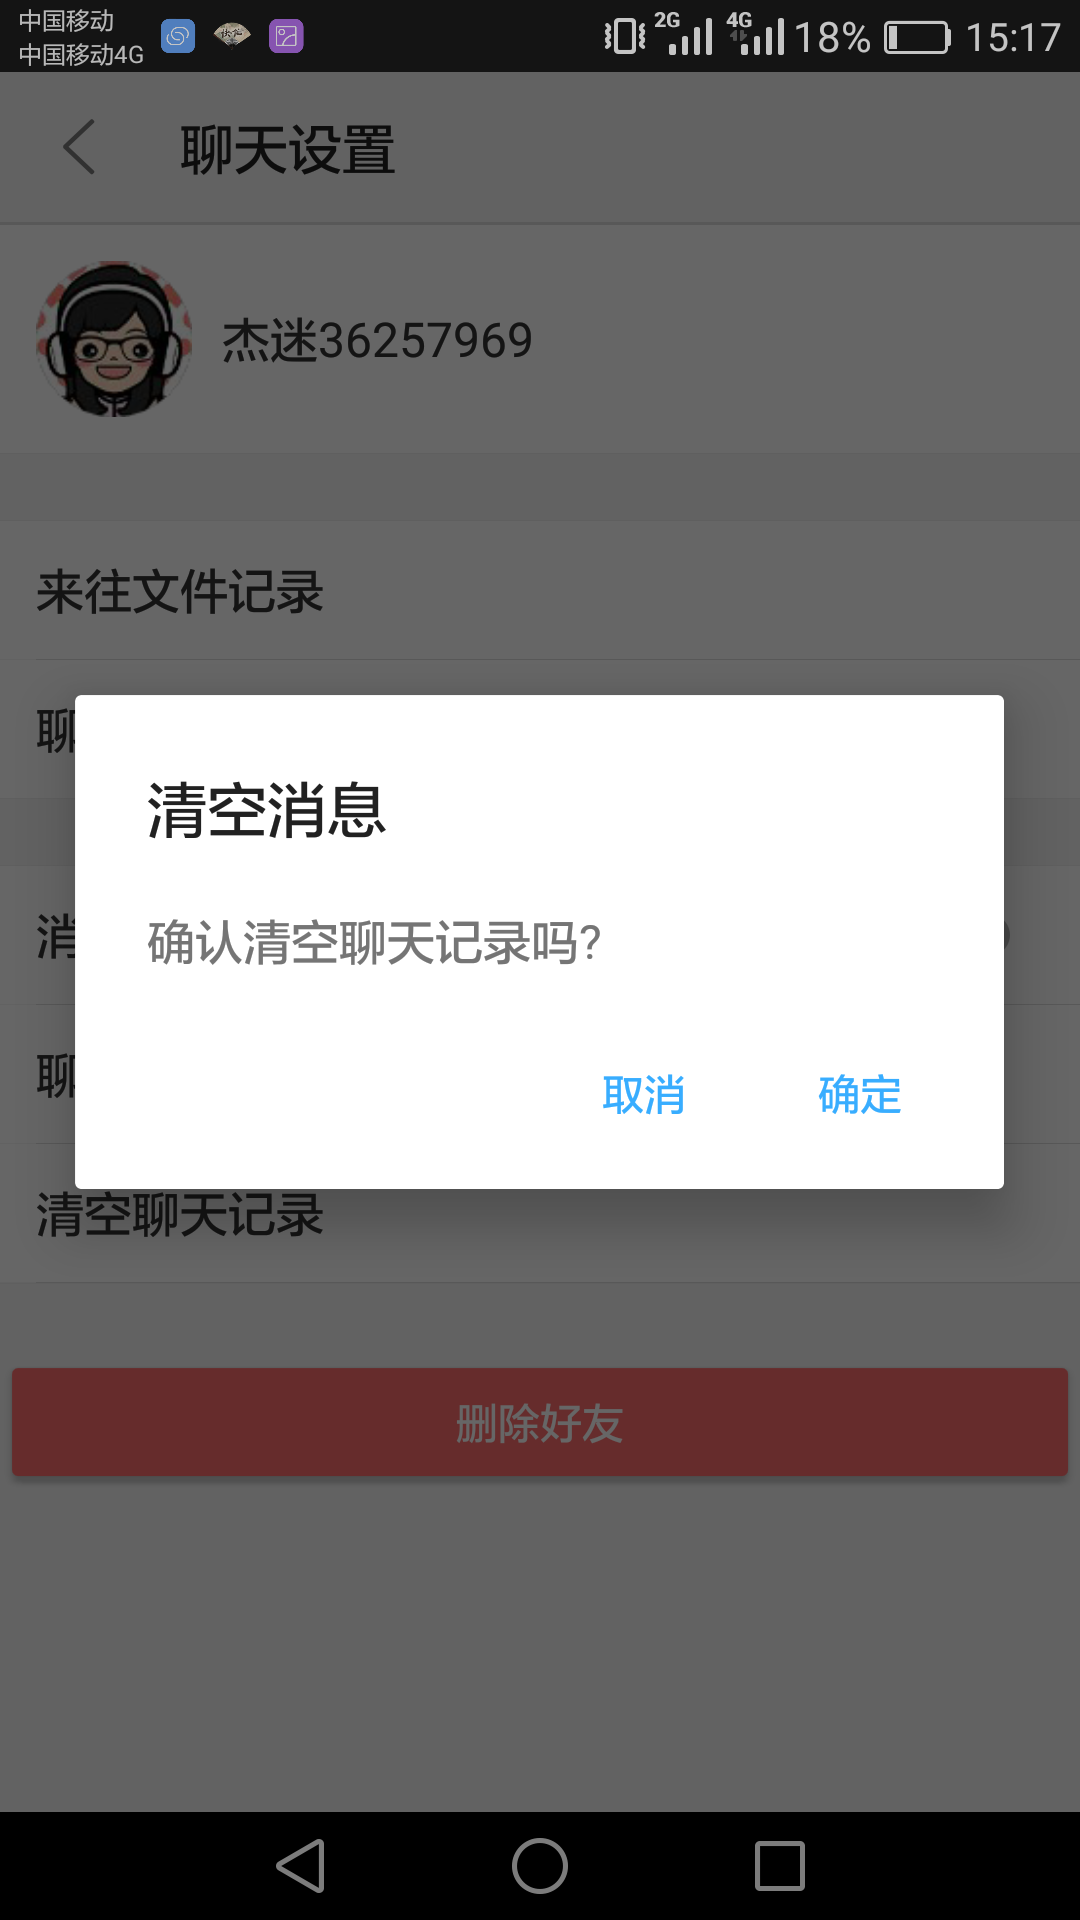 中国移动
中国移动4G
2G
4G
18%
15:17
聊天设置
杰迷36257969
来往文件记录
聊
清空消息
确认清空聊天记录吗?
消
取消
确定
聊
清空聊天记录
删除好友